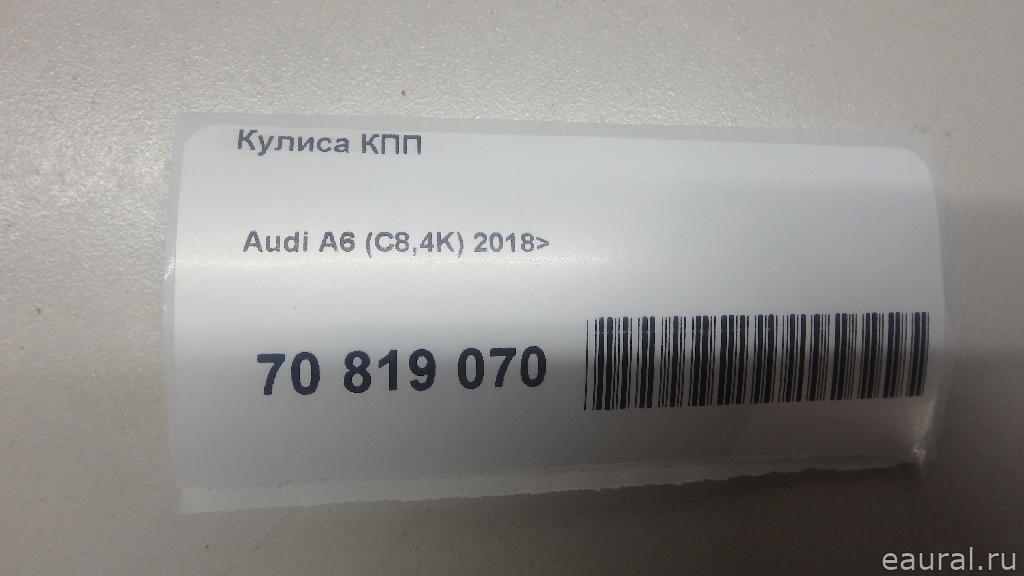 Кулиса КПП
Audi A6 (C8,4K) 2018>
70 819 070
eaural.ru